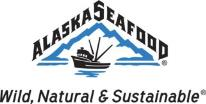 ALASKA SEAFOOD®
Wild, Natural & Sustainable®